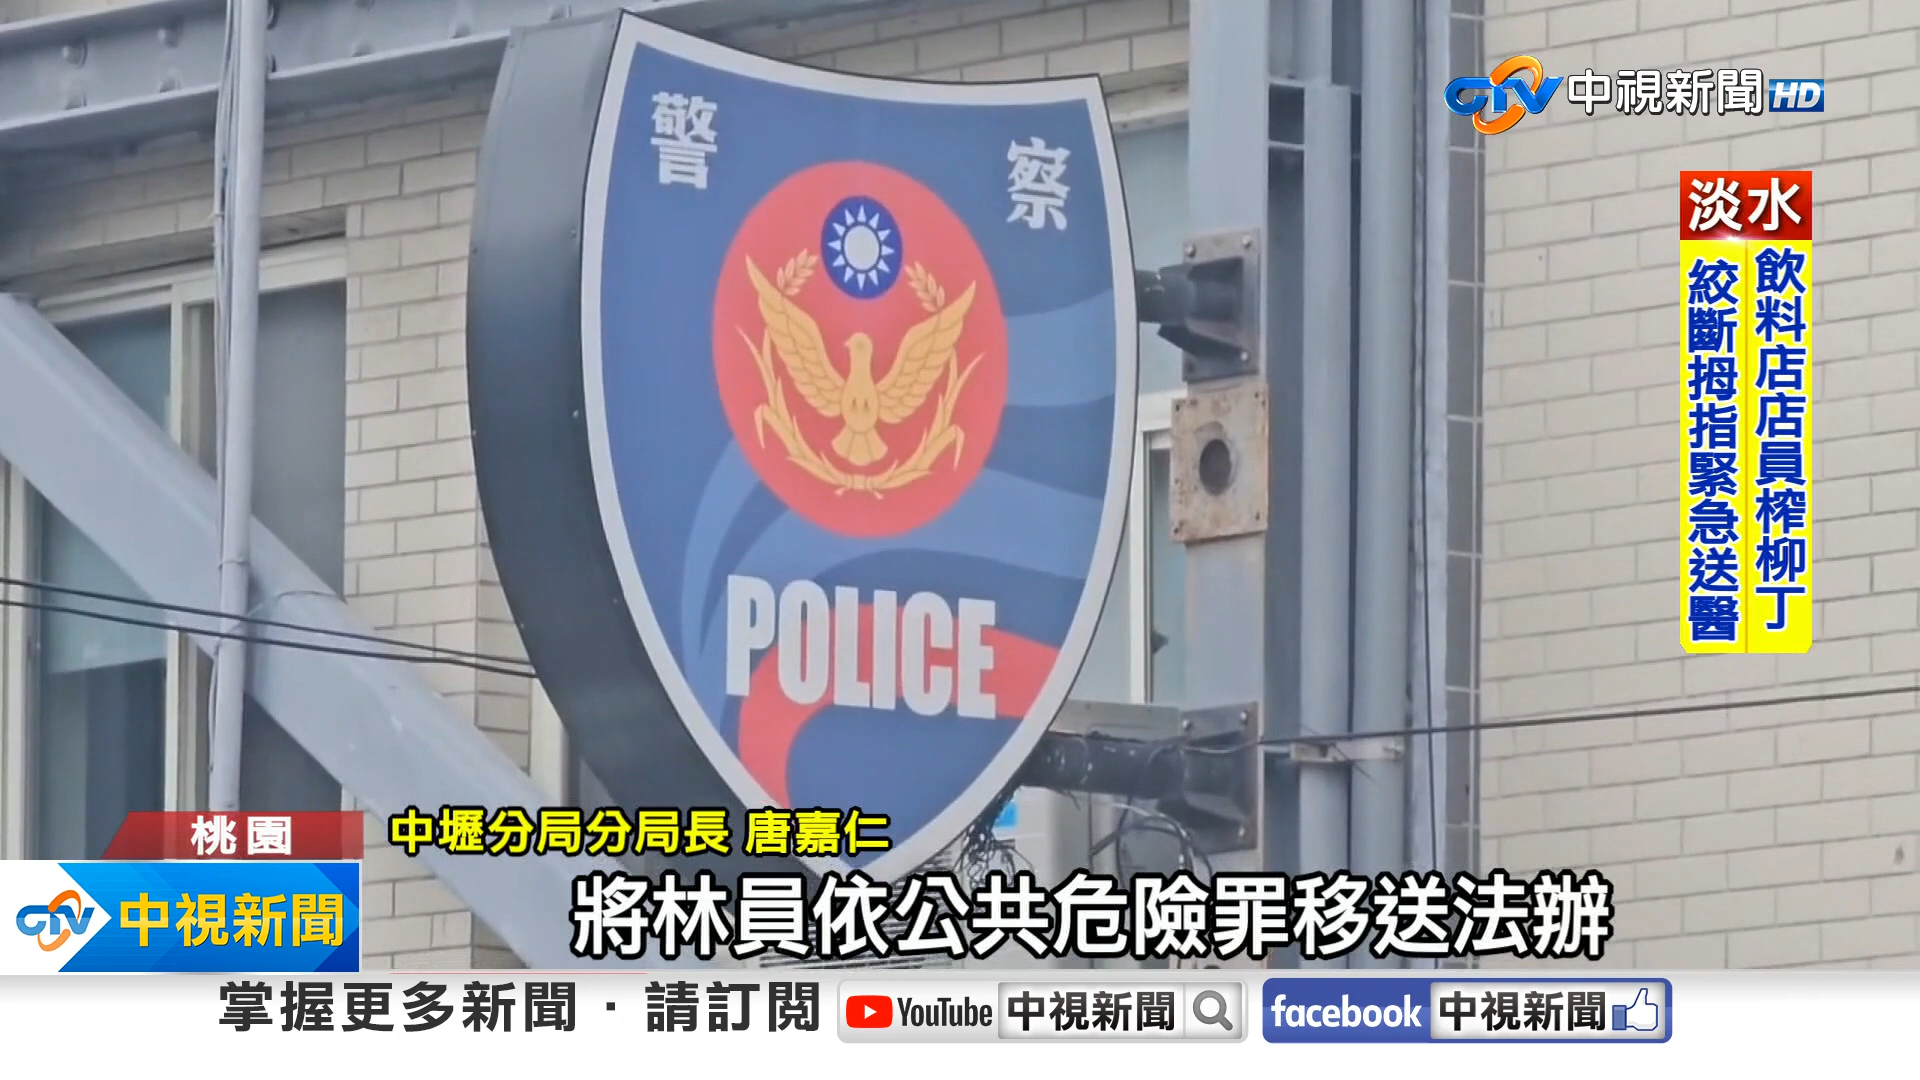 警 察
POLICE
CTV 中視新聞 HD
淡水
飲料店店員榨柳丁
絞斷拇指緊急送醫
桃園
中壢分局分局長 唐嘉仁
CTV 中視新聞
將林員依公共危險罪移送法辦
掌握更多新聞·請訂閱 YouTube 中視新聞 facebook 中視新聞